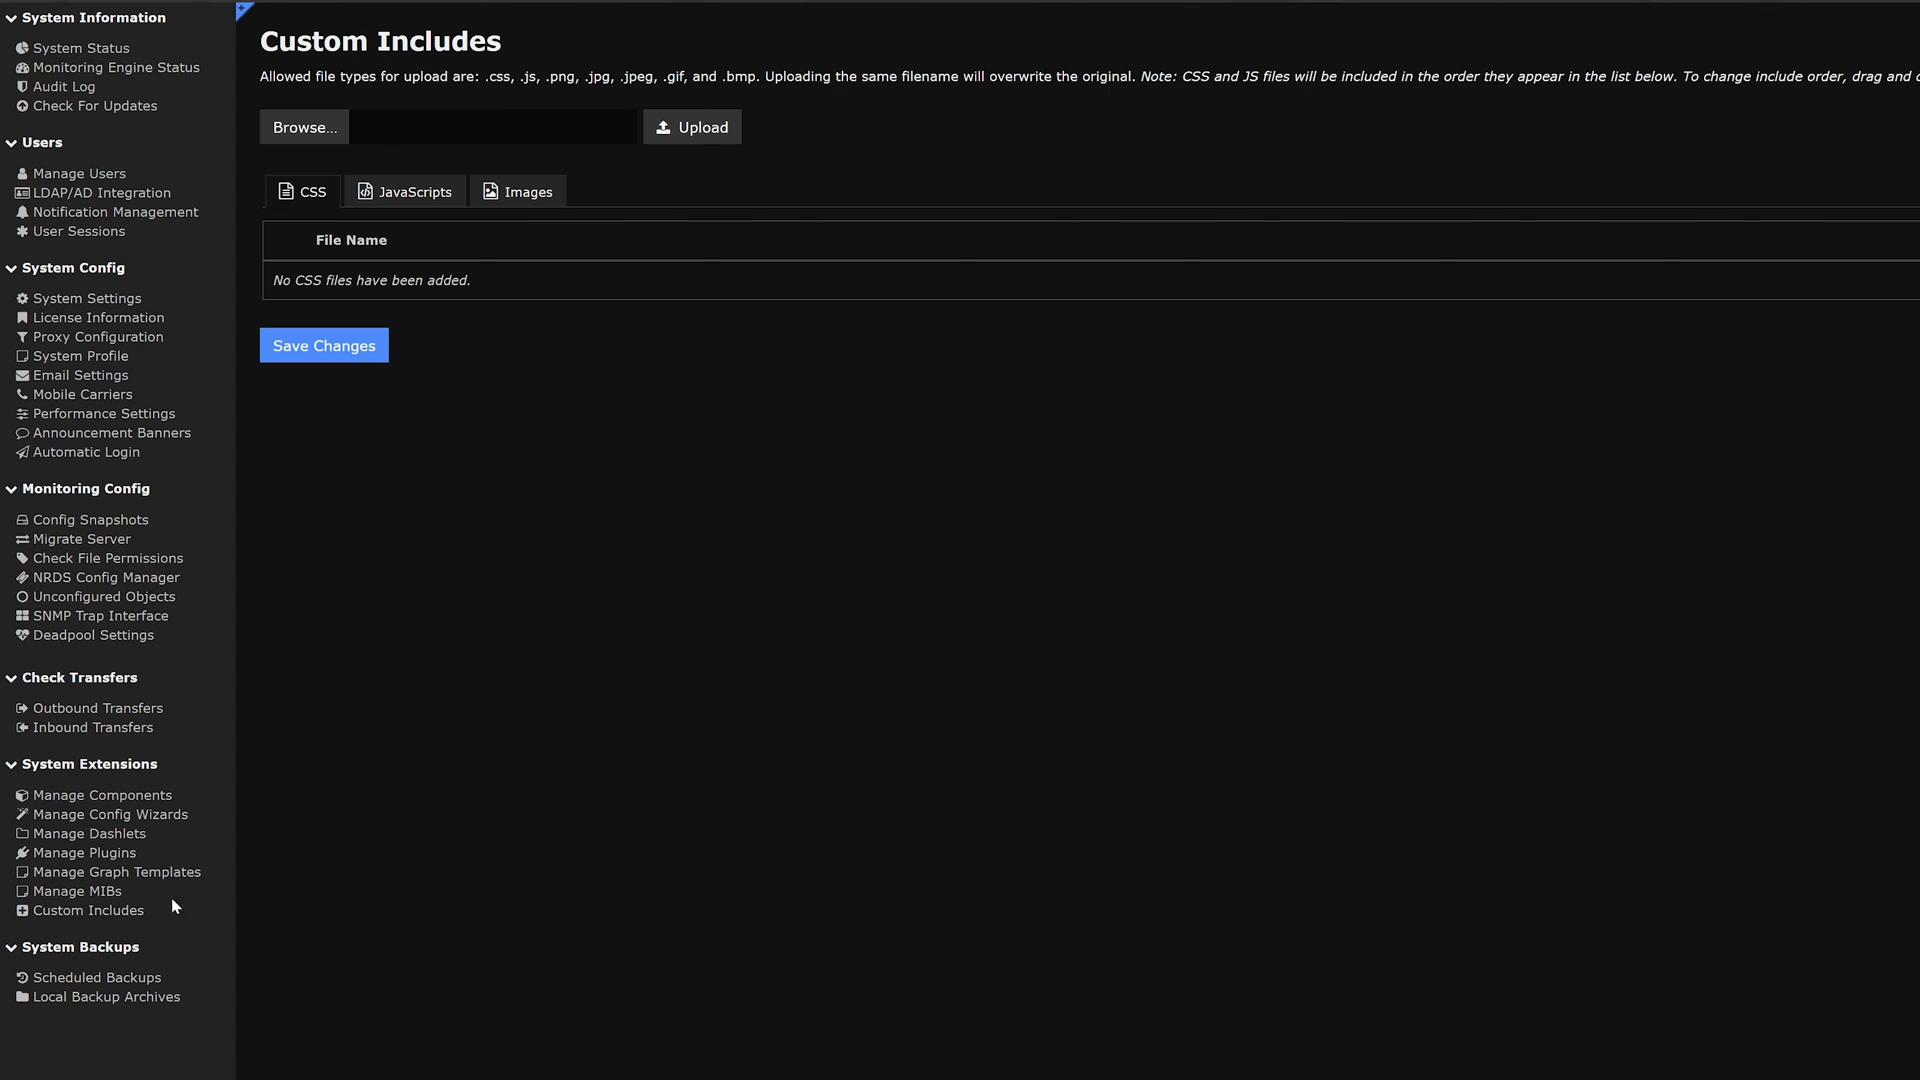 System Information
System Status
Monitoring Engine Status
Audit Log
Check For Updates
Users
Manage Users
LDAP/AD Integration
Notification Management
User Sessions
System Config
System Settings
License Information
Proxy Configuration
System Profile
Email Settings
Mobile Carriers
Performance Settings
Announcement Banners
Automatic Login
Monitoring Config
Config Snapshots
Migrate Server
Check File Permissions
NRDS Config Manager
Unconfigured Objects
SNMP Trap Interface
Deadpool Settings
Check Transfers
Outbound Transfers
Inbound Transfers
System Extensions
Manage Components
Manage Config Wizards
Manage Dashlets
Manage Plugins
Manage Graph Templates
Manage MIBs
Custom Includes
System Backups
Scheduled Backups
Local Backup Archives
Custom Includes
Allowed file types for upload are: .css, .js, .png, .jpg, .jpeg, .gif, and .bmp. Uploading the same filename will overwrite the original. Note: CSS and JS files will be included in the order they appear in the list below. To change include order, drag and
Browse... Upload
CSS JavaScripts Images
File Name
No CSS files have been added.
Save Changes